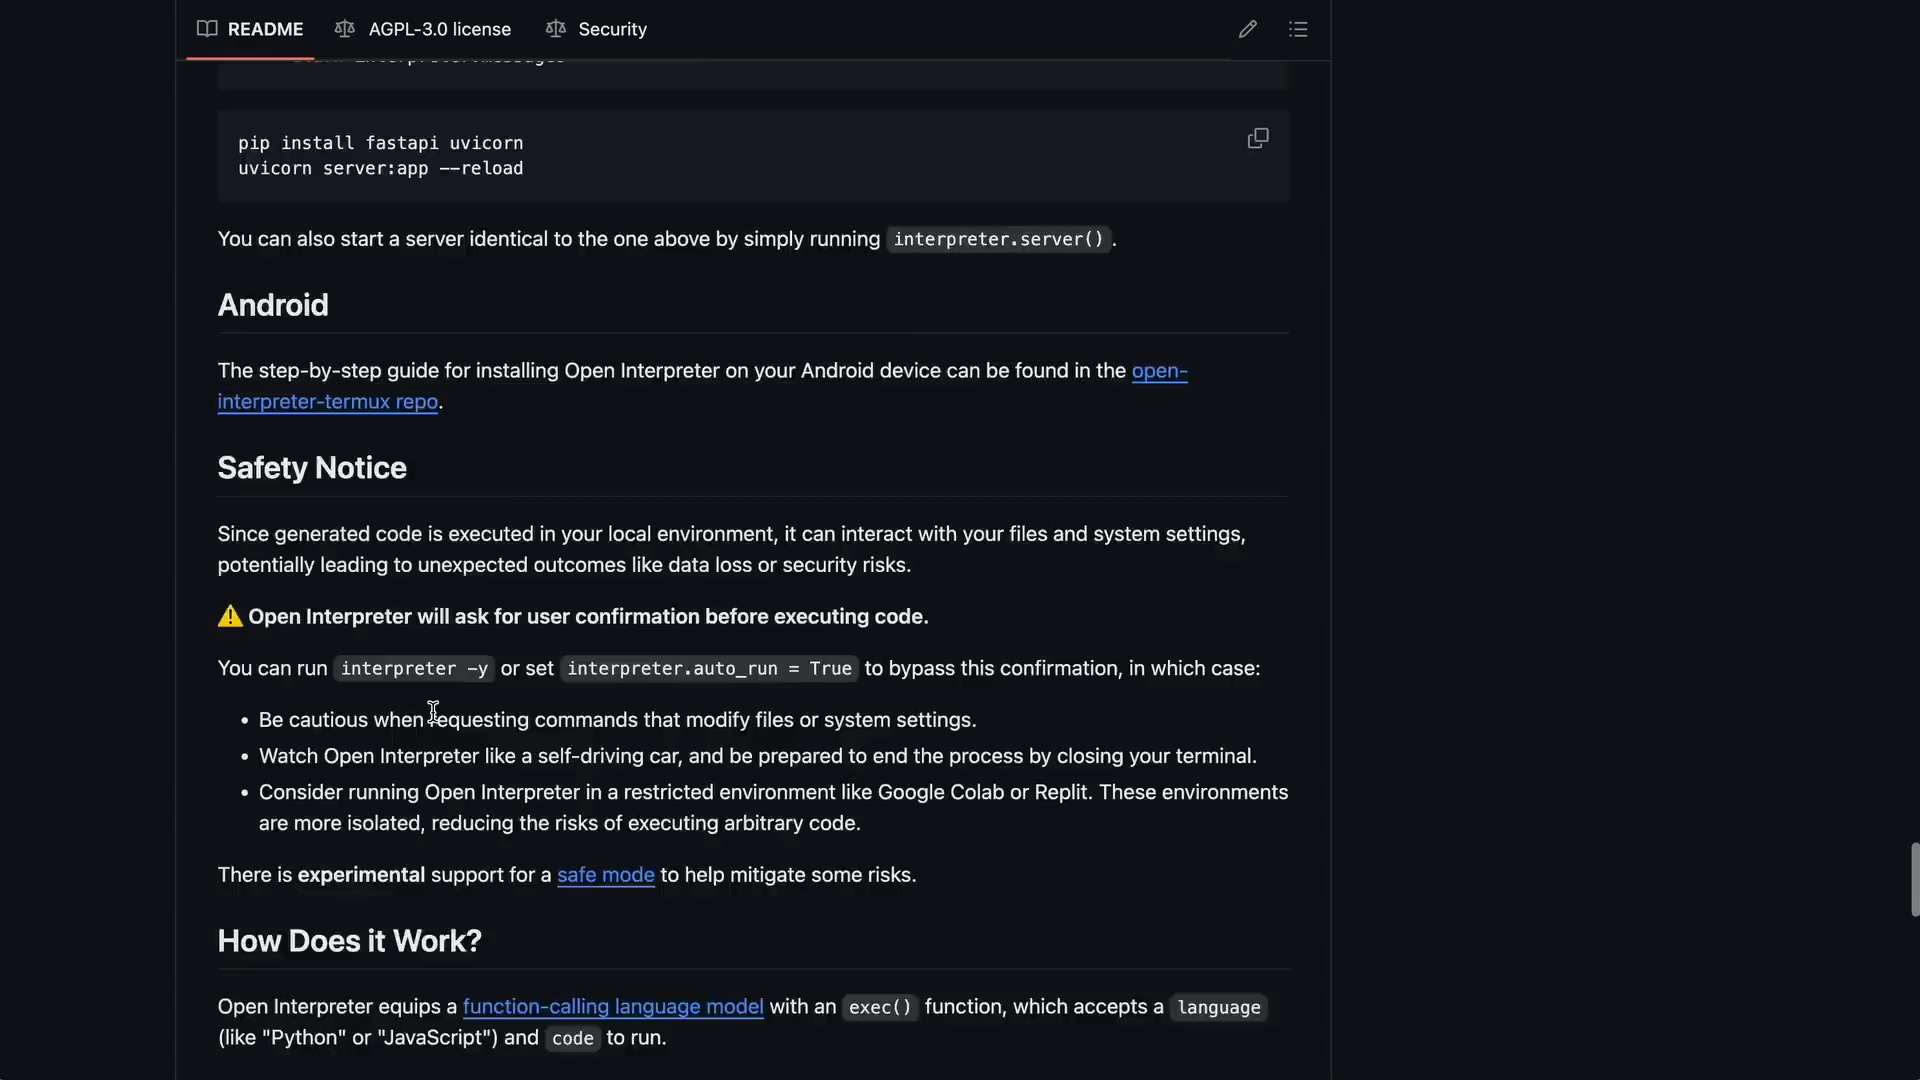 README AGPL-3.0 license Security
pip install fastapi uvicorn
uvicorn server:app --reload
You can also start a server identical to the one above by simply running interpreter.server().
Android
The step-by-step guide for installing Open Interpreter on your Android device can be found in the open-
interpreter-termux repo.
Safety Notice
Since generated code is executed in your local environment, it can interact with your files and system settings,
potentially leading to unexpected outcomes like data loss or security risks.
⚠️ Open Interpreter will ask for user confirmation before executing code.
You can run interpreter -y or set interpreter.auto_run = True to bypass this confirmation, in which case:
• Be cautious when requesting commands that modify files or system settings.
• Watch Open Interpreter like a self-driving car, and be prepared to end the process by closing your terminal.
• Consider running Open Interpreter in a restricted environment like Google Colab or Replit. These environments
are more isolated, reducing the risks of executing arbitrary code.
There is experimental support for a safe mode to help mitigate some risks.
How Does it Work?
Open Interpreter equips a function-calling language model with an exec() function, which accepts a language
(like "Python" or "JavaScript") and code to run.